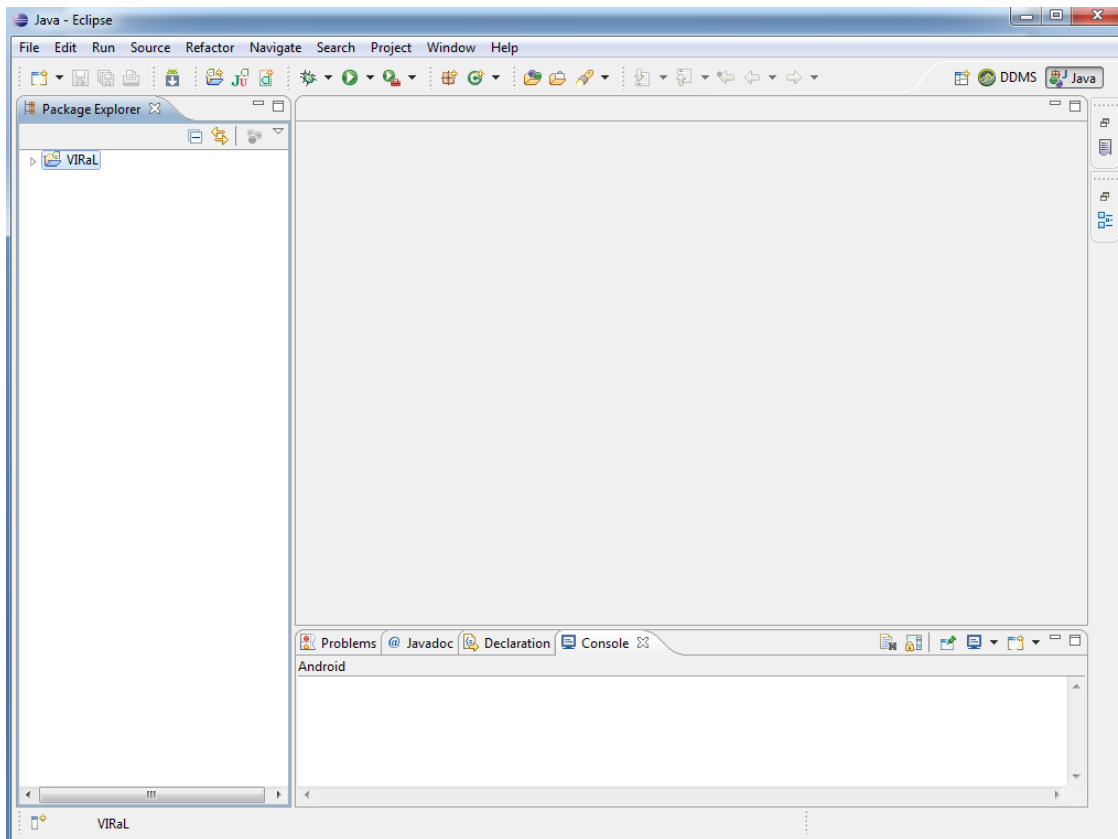 Java - Eclipse
File Edit Run Source Refactor Navigate Search Project Window Help
DDMS Java
Package Explorer
VIRaL
Problems @ Javadoc Declaration Console
Android
VIRaL